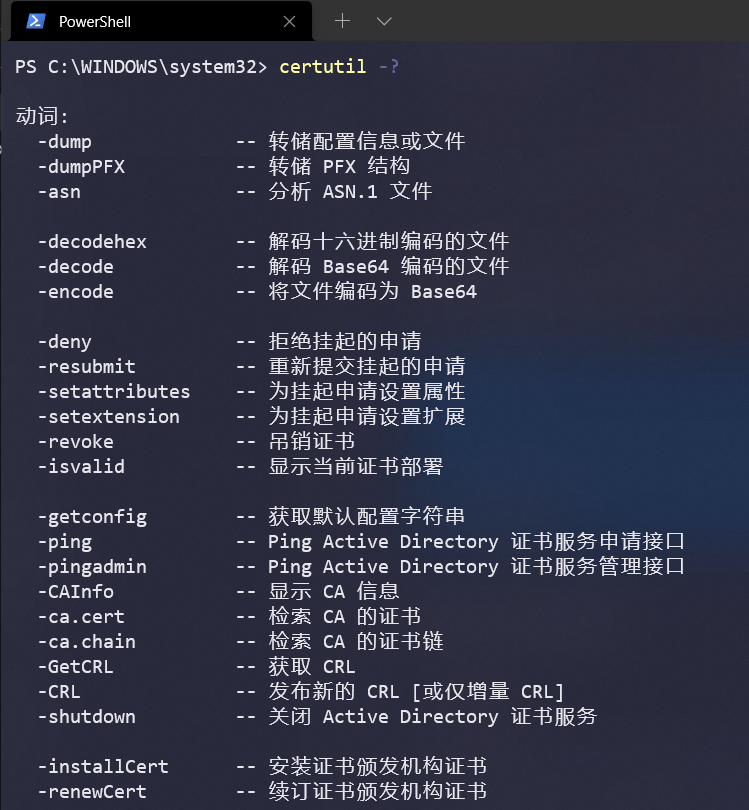 PowerShell
PS C:\WINDOWS\system32> certutil -?
动词:
-dump -- 转储配置信息或文件
-dumpPFX -- 转储 PFX 结构
-asn -- 分析 ASN.1 文件
-decodehex -- 解码十六进制编码的文件
-decode -- 解码 Base64 编码的文件
-encode -- 将文件编码为 Base64
-deny -- 拒绝挂起的申请
-resubmit -- 重新提交挂起的申请
-setattributes -- 为挂起申请设置属性
-setextension -- 为挂起申请设置扩展
-revoke -- 吊销证书
-isvalid -- 显示当前证书部署
-getconfig -- 获取默认配置字符串
-ping -- Ping Active Directory 证书服务申请接口
-pingadmin -- Ping Active Directory 证书服务管理接口
-CAInfo -- 显示 CA 信息
-ca.cert -- 检索 CA 的证书
-ca.chain -- 检索 CA 的证书链
-GetCRL -- 获取 CRL
-CRL -- 发布新的 CRL [或仅增量 CRL]
-shutdown -- 关闭 Active Directory 证书服务
-installCert -- 安装证书颁发机构证书
-renewCert -- 续订证书颁发机构证书